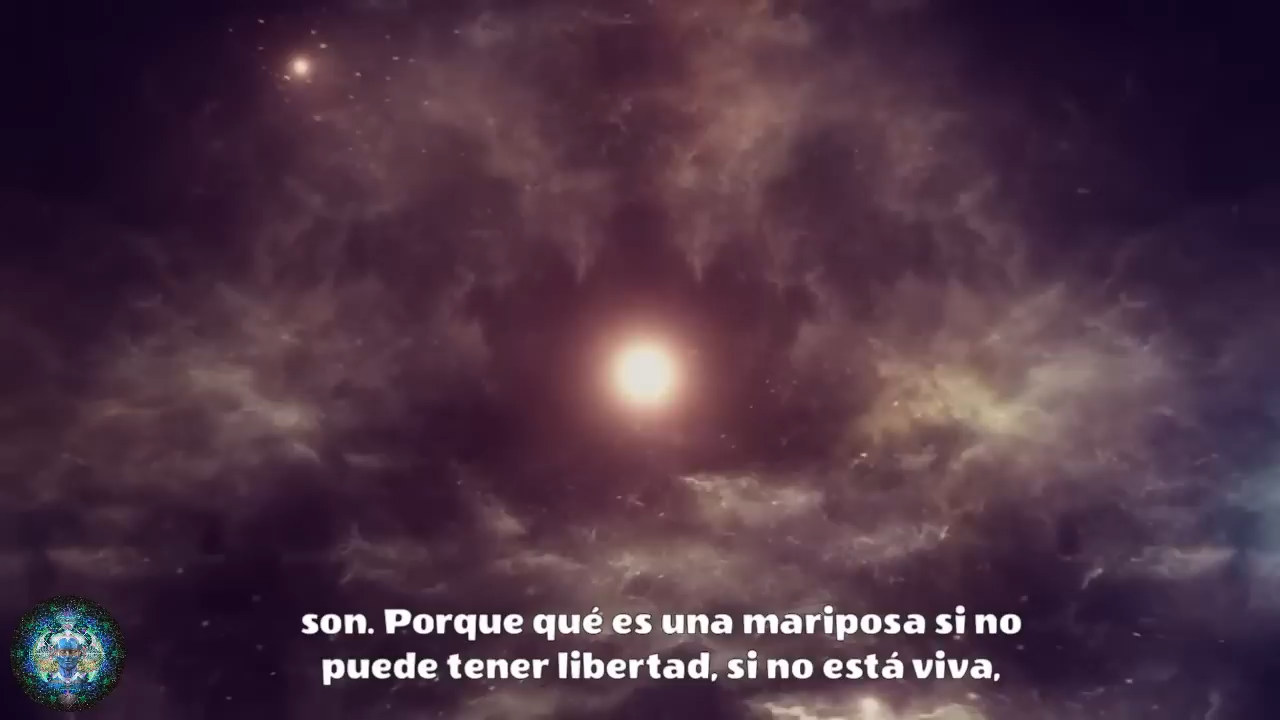 son. Porque qué es una mariposa si no
puede tener libertad, si no está viva,